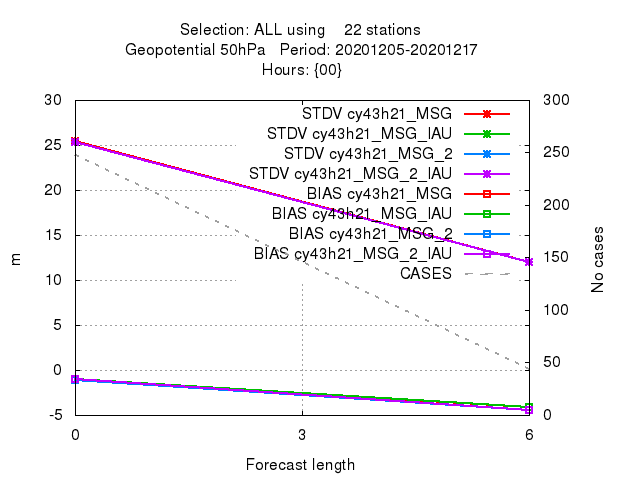 Selection: ALL using    22 stations
Geopotential 50hPa   Period: 20201205-20201217
Hours: {00}
30
25
20
15
10
5
0
-5
m
300
250
200
150
100
50
0
No cases
STDV cy43h21_MSG
STDV cy43h21_MSG_IAU
STDV cy43h21_MSG_2
STDV cy43h21_MSG_2_IAU
BIAS cy43h21_MSG
BIAS cy43h21_MSG_IAU
BIAS cy43h21_MSG_2
BIAS cy43h21_MSG_2_IAU
CASES
0 3 6
Forecast length